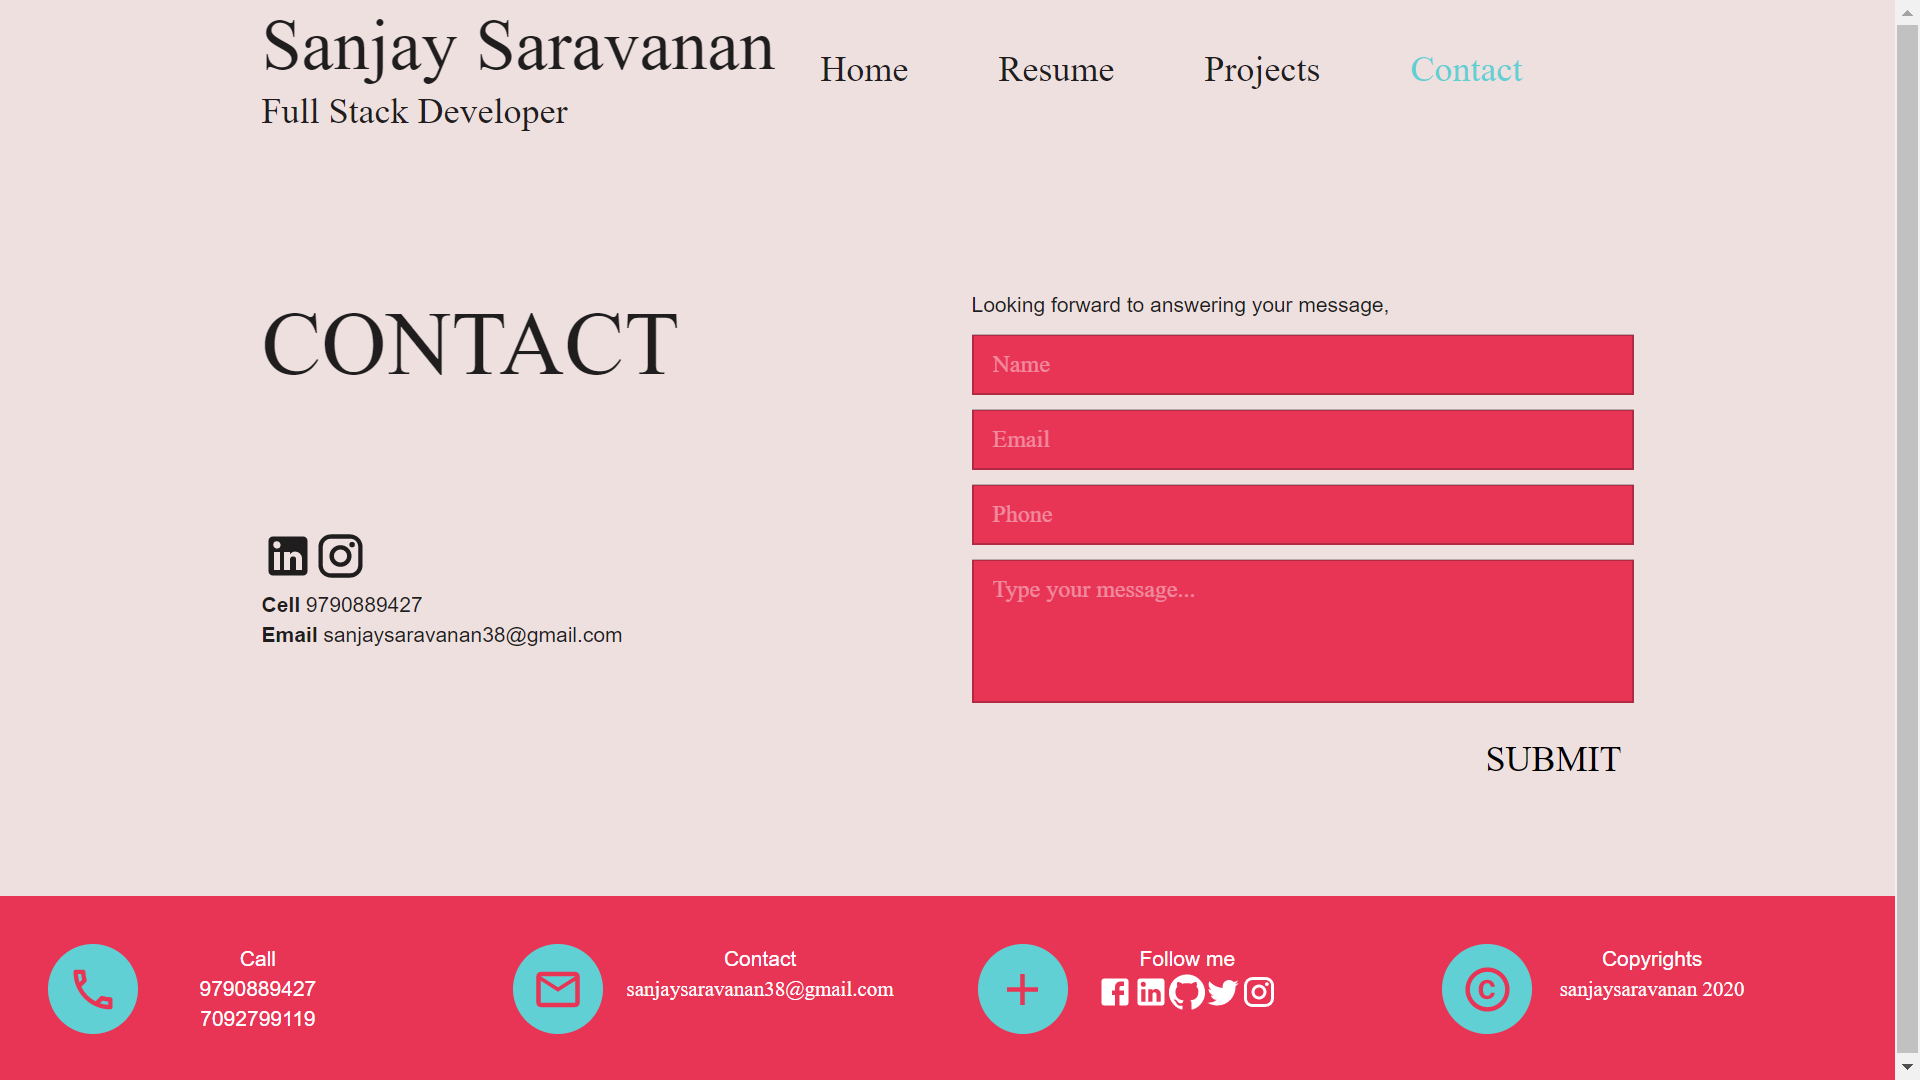 Sanjay Saravanan
Full Stack Developer
Home Resume Projects Contact
CONTACT
Cell 9790889427
Email sanjaysaravanan38@gmail.com
Looking forward to answering your message,
Name
Email
Phone
Type your message...
SUBMIT
Call
9790889427
7092799119
Contact
sanjaysaravanan38@gmail.com
Follow me
Copyrights
sanjaysaravanan 2020